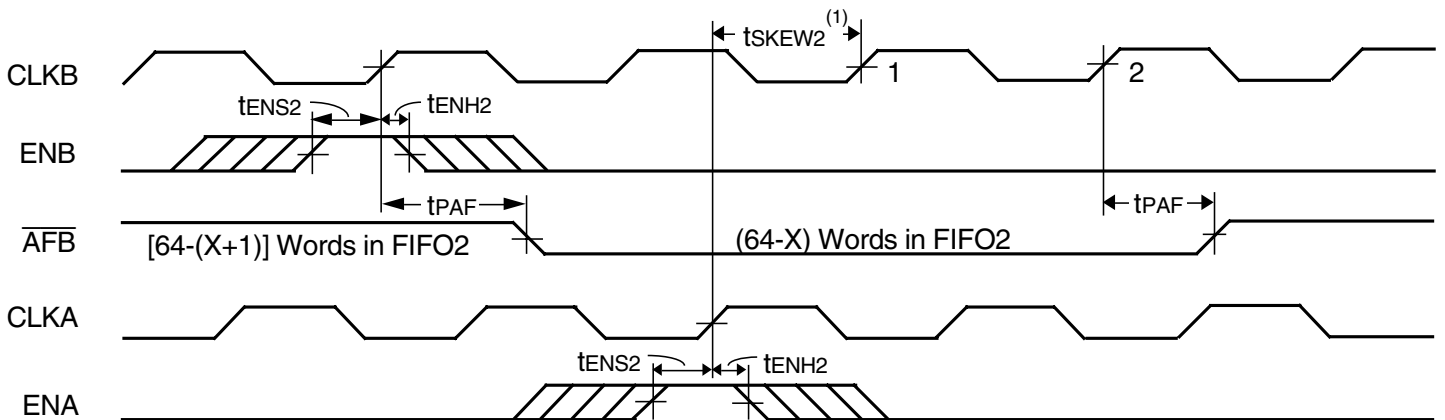 tSKEW2 (1)
CLKB 1 2
tENS2 tENH2
ENB
tPAF tPAF
AFB [64-(X+1)] Words in FIFO2 (64-X) Words in FIFO2
CLKA
tENS2 tENH2
ENA